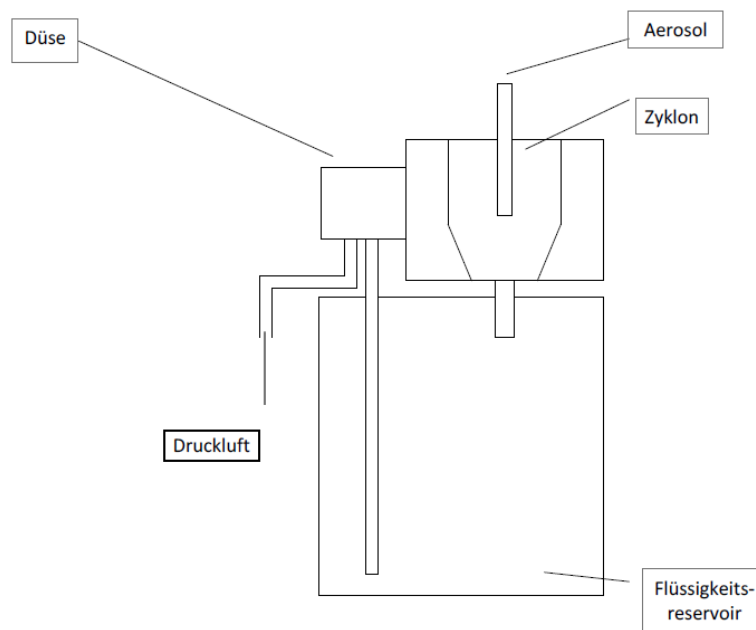 Düse
Aerosol
Zyklon
Druckluft
Flüssigkeits-
reservoir